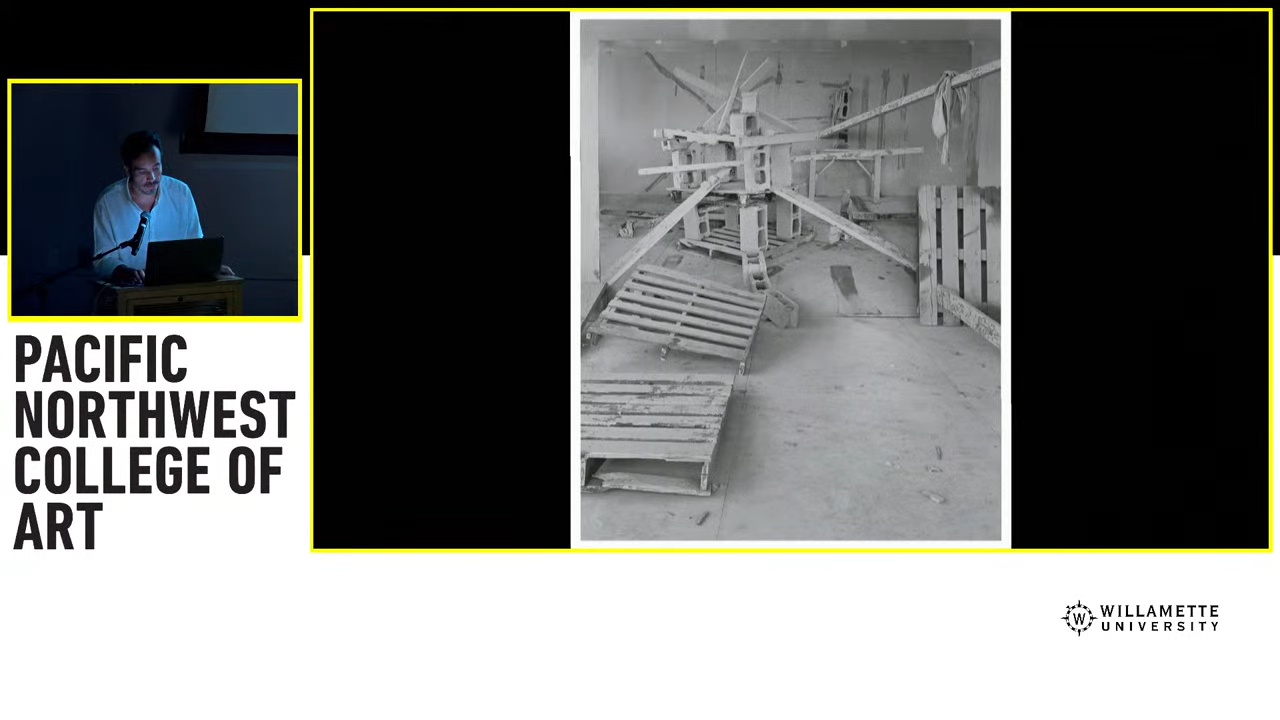 PACIFIC
NORTHWEST
COLLEGE OF
ART
W
WILLAMETTE
UNIVERSITY